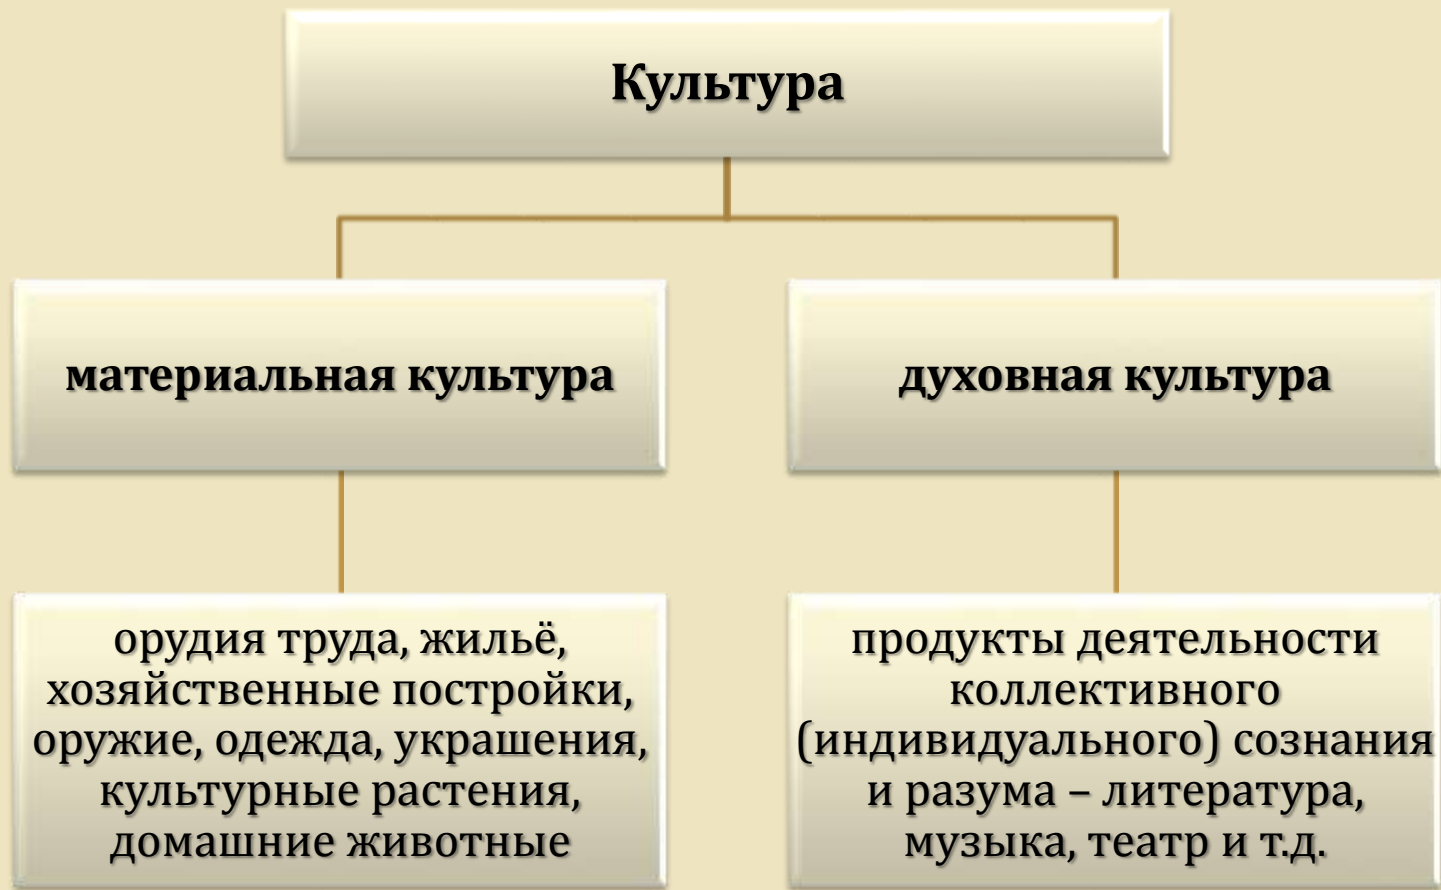 Культура
материальная культура
духовная культура
орудия труда, жильё,
хозяйственные постройки,
оружие, одежда, украшения,
культурные растения,
домашние животные
продукты деятельности
коллективного
(индивидуального) сознания
и разума – литература,
музыка, театр и т.д.